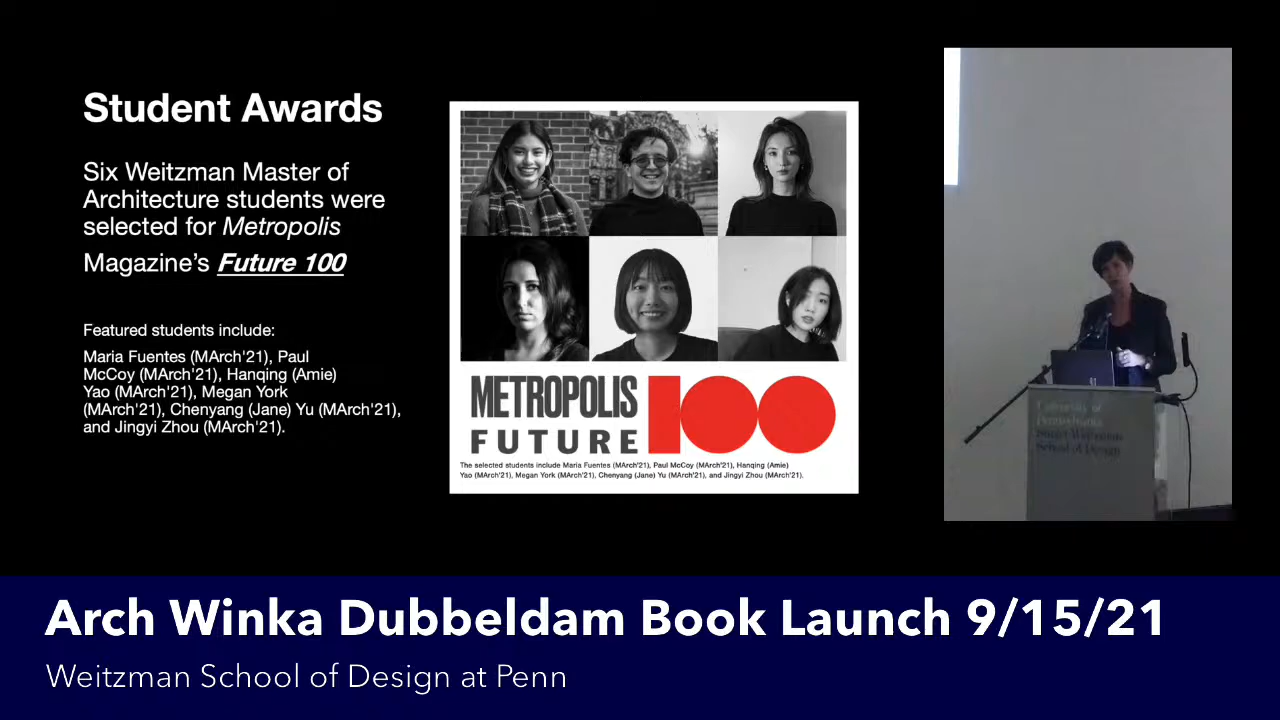 Student Awards
Six Weitzman Master of
Architecture students were
selected for Metropolis
Magazine's Future 100
Featured students include:
Maria Fuentes (MArch'21), Paul
McCoy (MArch'21), Hanqing (Amie)
Yao (MArch'21), Megan York
(MArch'21), Chenyang (Jane) Yu (MArch'21),
and Jingyi Zhou (MArch'21).
METROPOLIS
FUTURE
100
The selected students include Maria Fuentes (MArch'21), Paul McCoy (MArch'21), Hanqing (Amie)
Yao (MArch'21), Megan York (MArch'21), Chenyang (Jane) Yu (MArch'21), and Jingyi Zhou (MArch'21).
University of
Pennsylvania
Stuart Weitzman
School of Design
Arch Winka Dubbeldam Book Launch 9/15/21
Weitzman School of Design at Penn